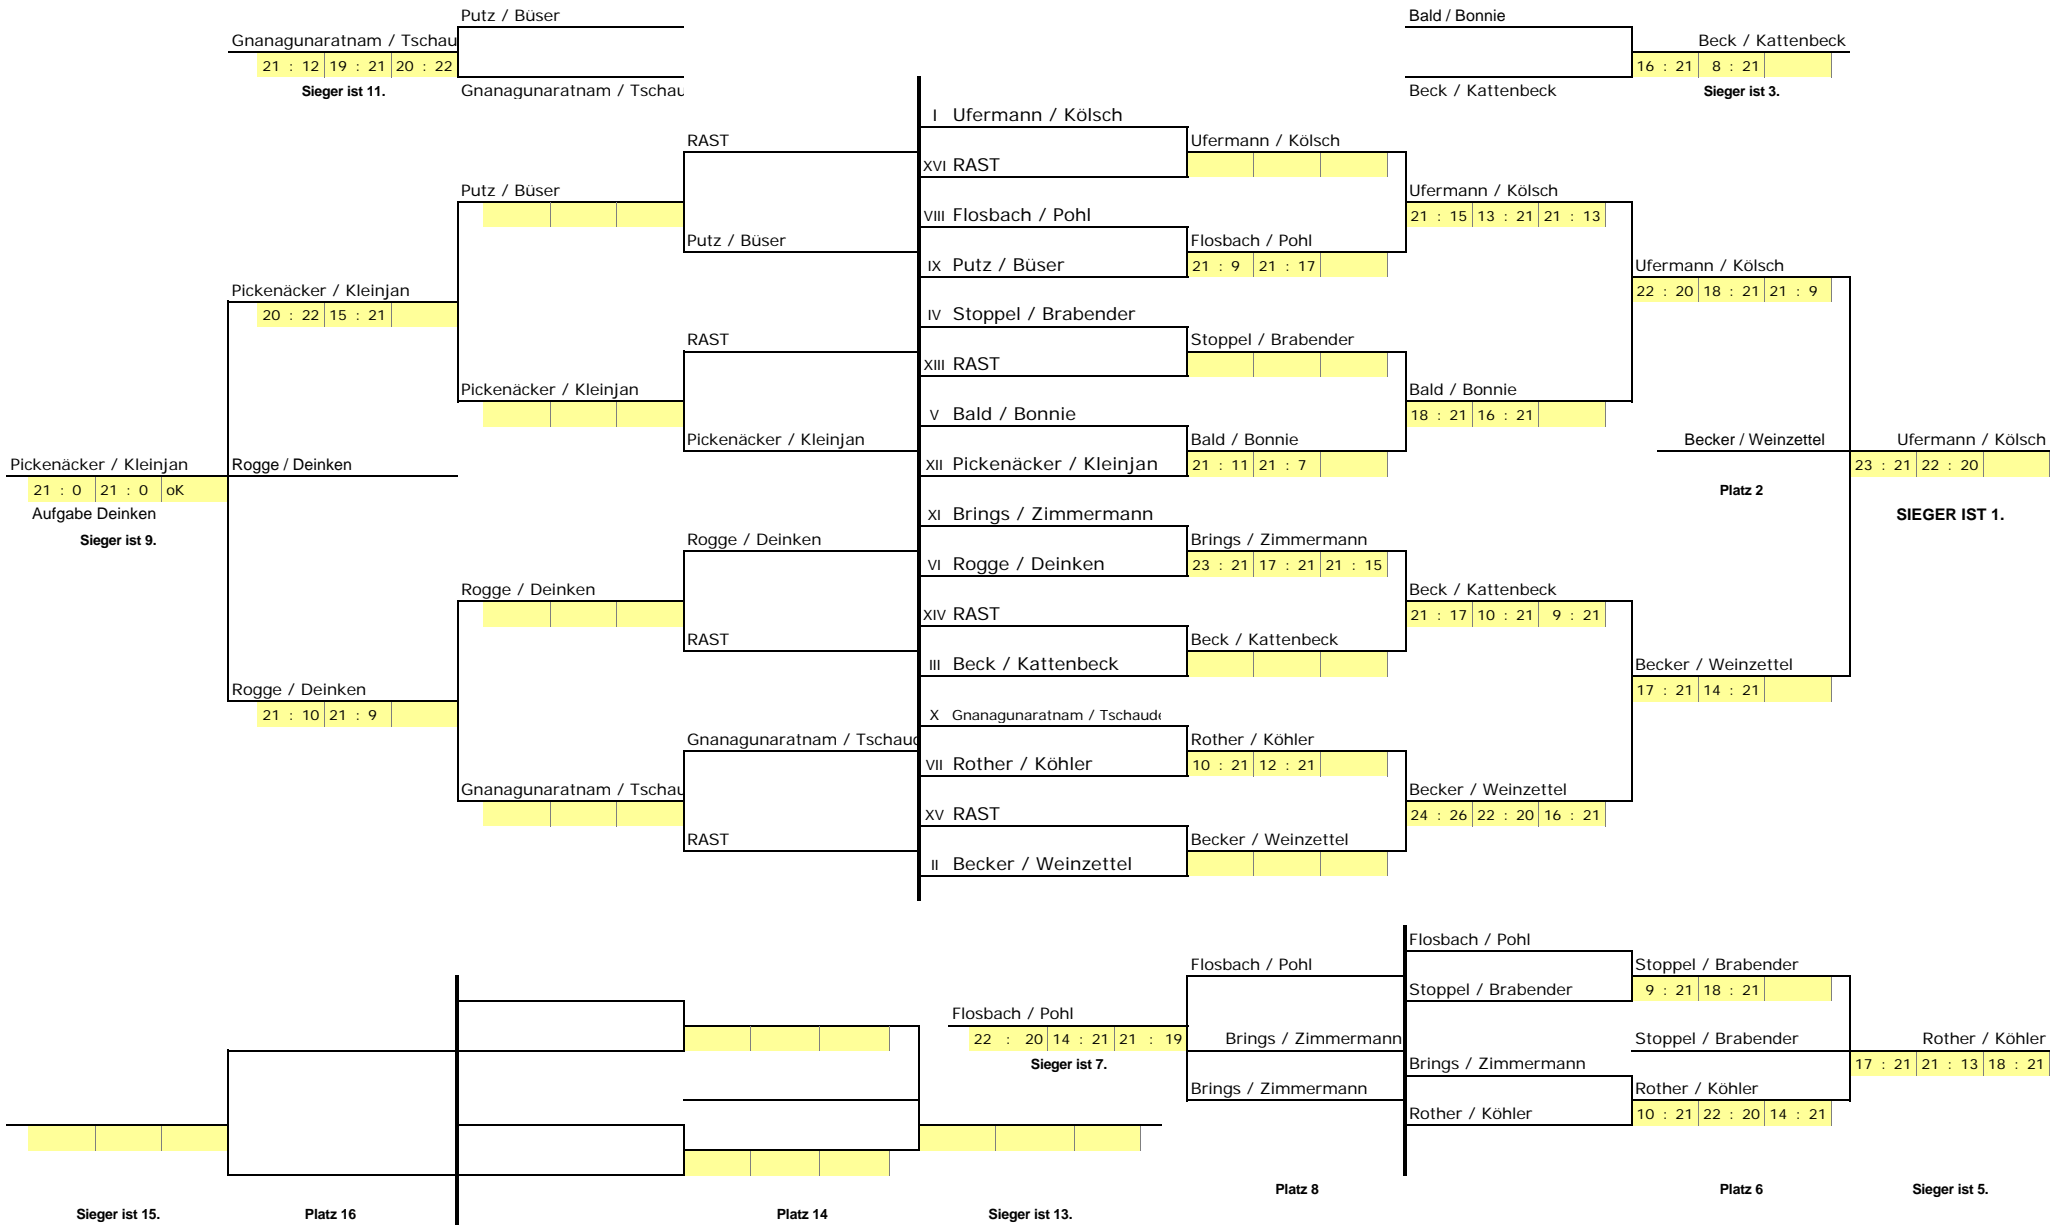 Putz / Büser
Bald / Bonnie
Gnanagunaratnam / Tschau
Beck / Kattenbeck
21 : 12 19 : 21 20 : 22
16 : 21 8 : 21
Sieger ist 11.
Gnanagunaratnam / Tschau
Beck / Kattenbeck
Sieger ist 3.
I Ufermann / Kölsch
RAST
Ufermann / Kölsch
XVI RAST
Putz / Büser
Ufermann / Kölsch
VIII Flosbach / Pohl
21 : 15 13 : 21 21 : 13
Putz / Büser
Flosbach / Pohl
IX Putz / Büser
21 : 9 21 : 17
Ufermann / Kölsch
Pickenäcker / Kleinjan
22 : 20 18 : 21 21 : 9
20 : 22 15 : 21
IV Stoppel / Brabender
RAST
Stoppel / Brabender
XIII RAST
Pickenäcker / Kleinjan
Bald / Bonnie
V Bald / Bonnie
18 : 21 16 : 21
Pickenäcker / Kleinjan
Bald / Bonnie
Becker / Weinzettel
Ufermann / Kölsch
Pickenäcker / Kleinjan
Rogge / Deinken
XII Pickenäcker / Kleinjan
21 : 11 21 : 7
23 : 21 22 : 20
21 : 0 21 : 0 oK
Platz 2
Aufgabe Deinken
XI Brings / Zimmermann
SIEGER IST 1.
Sieger ist 9.
Rogge / Deinken
Brings / Zimmermann
VI Rogge / Deinken
23 : 21 17 : 21 21 : 15
Rogge / Deinken
Beck / Kattenbeck
XIV RAST
21 : 17 10 : 21 9 : 21
RAST
Beck / Kattenbeck
III Beck / Kattenbeck
Becker / Weinzettel
Rogge / Deinken
17 : 21 14 : 21
21 : 10 21 : 9
X Gnanagunaratnam / Tschaude
Gnanagunaratnam / Tschaud
Rother / Köhler
VII Rother / Köhler
10 : 21 12 : 21
Gnanagunaratnam / Tschau
Becker / Weinzettel
XV RAST
24 : 26 22 : 20 16 : 21
RAST
Becker / Weinzettel
II Becker / Weinzettel
Flosbach / Pohl
Flosbach / Pohl
Stoppel / Brabender
Stoppel / Brabender
9 : 21 18 : 21
Flosbach / Pohl
22 : 20 14 : 21 21 : 19
Brings / Zimmermann
Stoppel / Brabender
Rother / Köhler
Sieger ist 7.
Brings / Zimmermann
17 : 21 21 : 13 18 : 21
Brings / Zimmermann
Rother / Köhler
Rother / Köhler
10 : 21 22 : 20 14 : 21
Platz 8
Platz 6
Sieger ist 5.
Sieger ist 15.
Platz 16
Platz 14
Sieger ist 13.